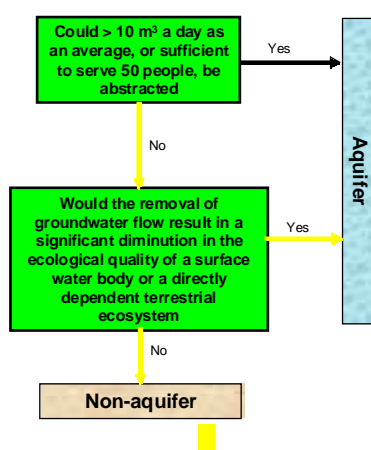 Could > 10 m³ a day as
an average, or sufficient
to serve 50 people, be
abstracted
Yes
No
Would the removal of
groundwater flow result in a
significant diminution in the
ecological quality of a surface
water body or a directly
dependent terrestrial
ecosystem
Yes
Aquifer
No
Non-aquifer